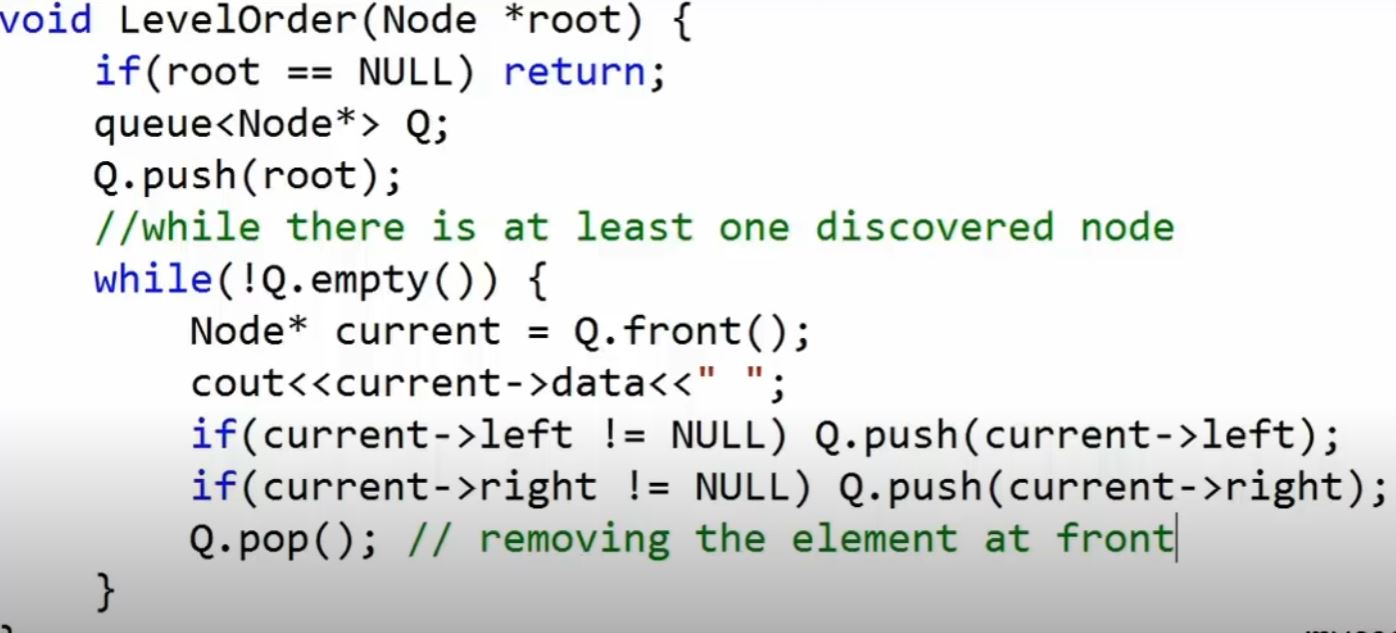 void LevelOrder(Node *root) {
    if(root == NULL) return;
    queue<Node*> Q;
    Q.push(root);
    //while there is at least one discovered node
    while(!Q.empty()) {
        Node* current = Q.front();
        cout<<current->data<<" ";
        if(current->left != NULL) Q.push(current->left);
        if(current->right != NULL) Q.push(current->right);
        Q.pop(); // removing the element at front
    }
}